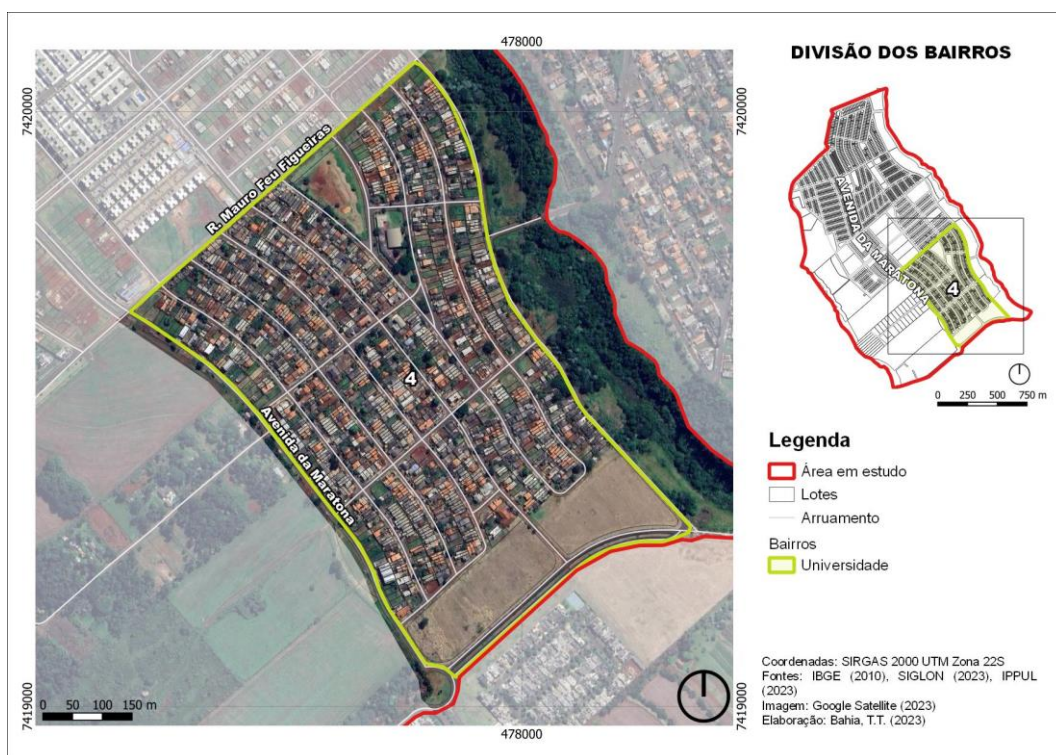 478000
7420000
7420000
R. Mauro Feu Figueiras
4
Avenida da Maratona
7419000
7419000
0 50 100 150 m
478000
DIVISÃO DOS BAIRROS
AVENIDA DA MARATONA
4
0 250 500 750 m
Legenda
Área em estudo
Lotes
Arruamento
Bairros
Universidade
Coordenadas: SIRGAS 2000 UTM Zona 22S
Fontes: IBGE (2010), SIGLON (2023), IPPUL
(2023)
Imagem: Google Satellite (2023)
Elaboração: Bahia, T.T. (2023)